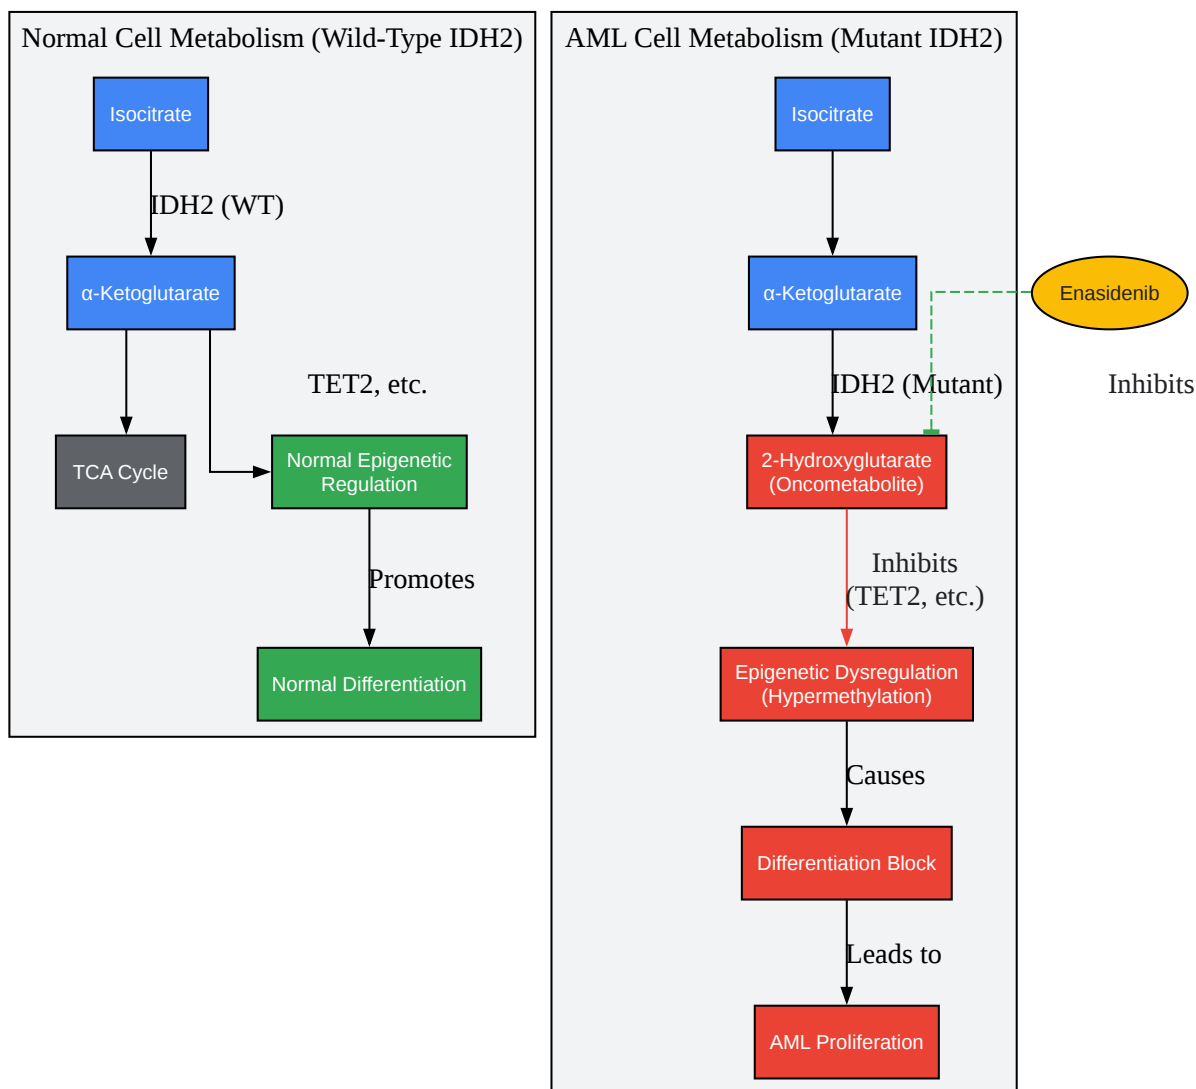 Normal Cell Metabolism (Wild-Type IDH2)
Isocitrate
IDH2 (WT)
α-Ketoglutarate
TET2, etc.
TCA Cycle
Normal Epigenetic
Regulation
Promotes
Normal Differentiation
AML Cell Metabolism (Mutant IDH2)
Isocitrate
α-Ketoglutarate
Enasidenib
IDH2 (Mutant)
Inhibits
2-Hydroxyglutarate
(Oncometabolite)
Inhibits
(TET2, etc.)
Epigenetic Dysregulation
(Hypermethylation)
Causes
Differentiation Block
Leads to
AML Proliferation